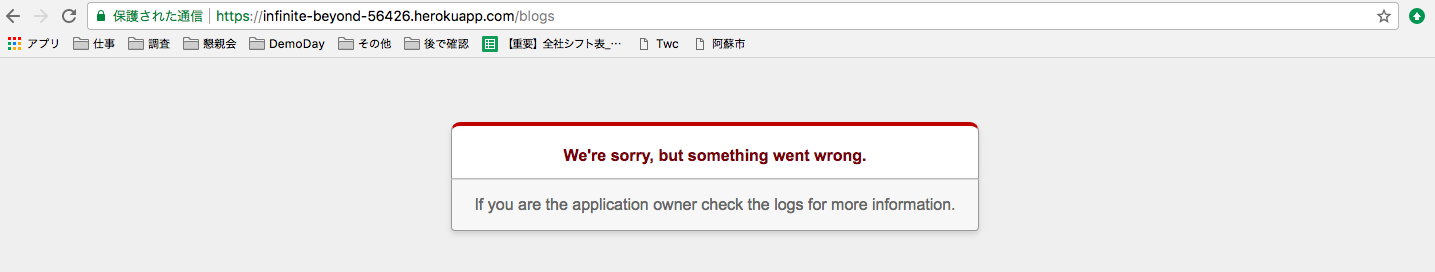 保護された通信 https://infinite-beyond-56426.herokuapp.com/blogs
アプリ 仕事 調査 懇親会 DemoDay その他 後で確認 【重要】全社シフト表_… Twc 阿蘇市
We're sorry, but something went wrong.
If you are the application owner check the logs for more information.